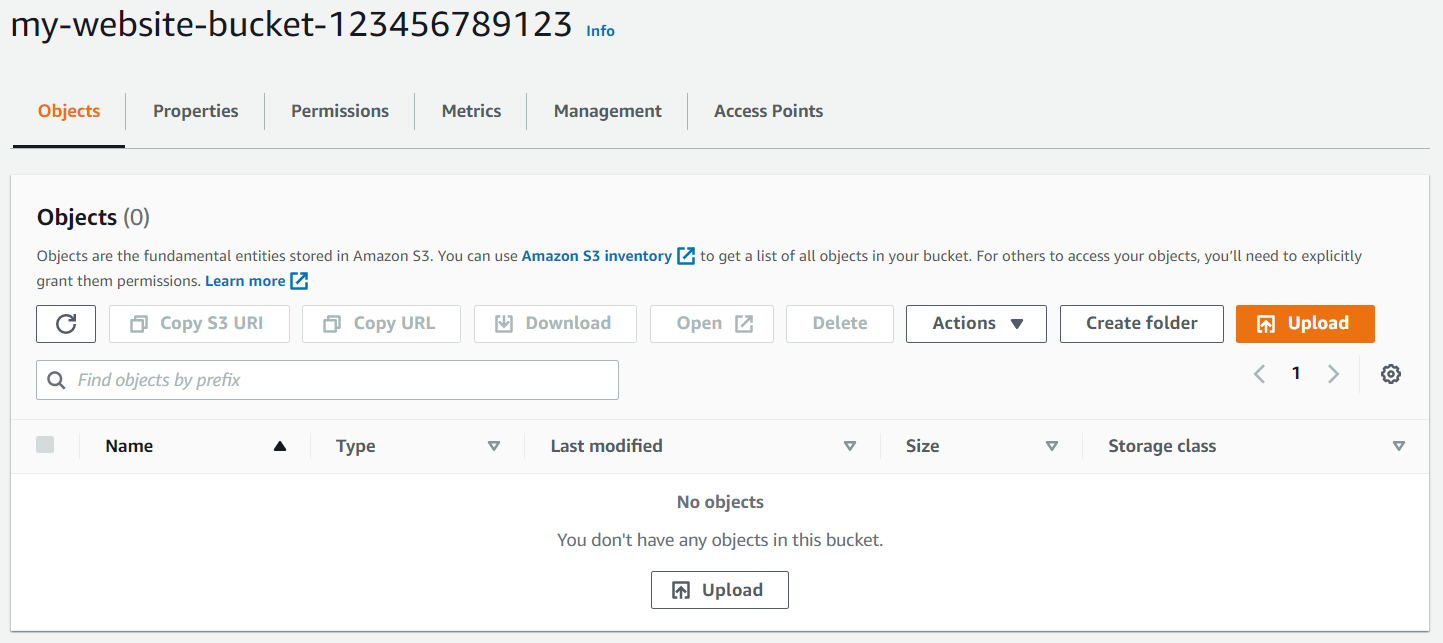 my-website-bucket-123456789123 Info
Objects Properties Permissions Metrics Management Access Points
Objects (0)
Objects are the fundamental entities stored in Amazon S3. You can use Amazon S3 inventory to get a list of all objects in your bucket. For others to access your objects, you'll need to explicitly
grant them permissions. Learn more
Copy S3 URI Copy URL Download Open Delete Actions Create folder Upload
Find objects by prefix 1
Name Type Last modified Size Storage class
No objects
You don't have any objects in this bucket.
Upload